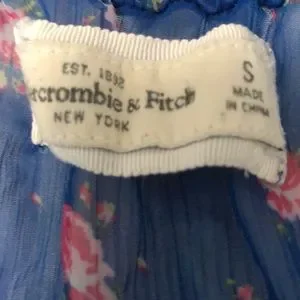 EST. 1892
ercrombie & Fitch
NEW YORK
S
MADE
IN CHINA